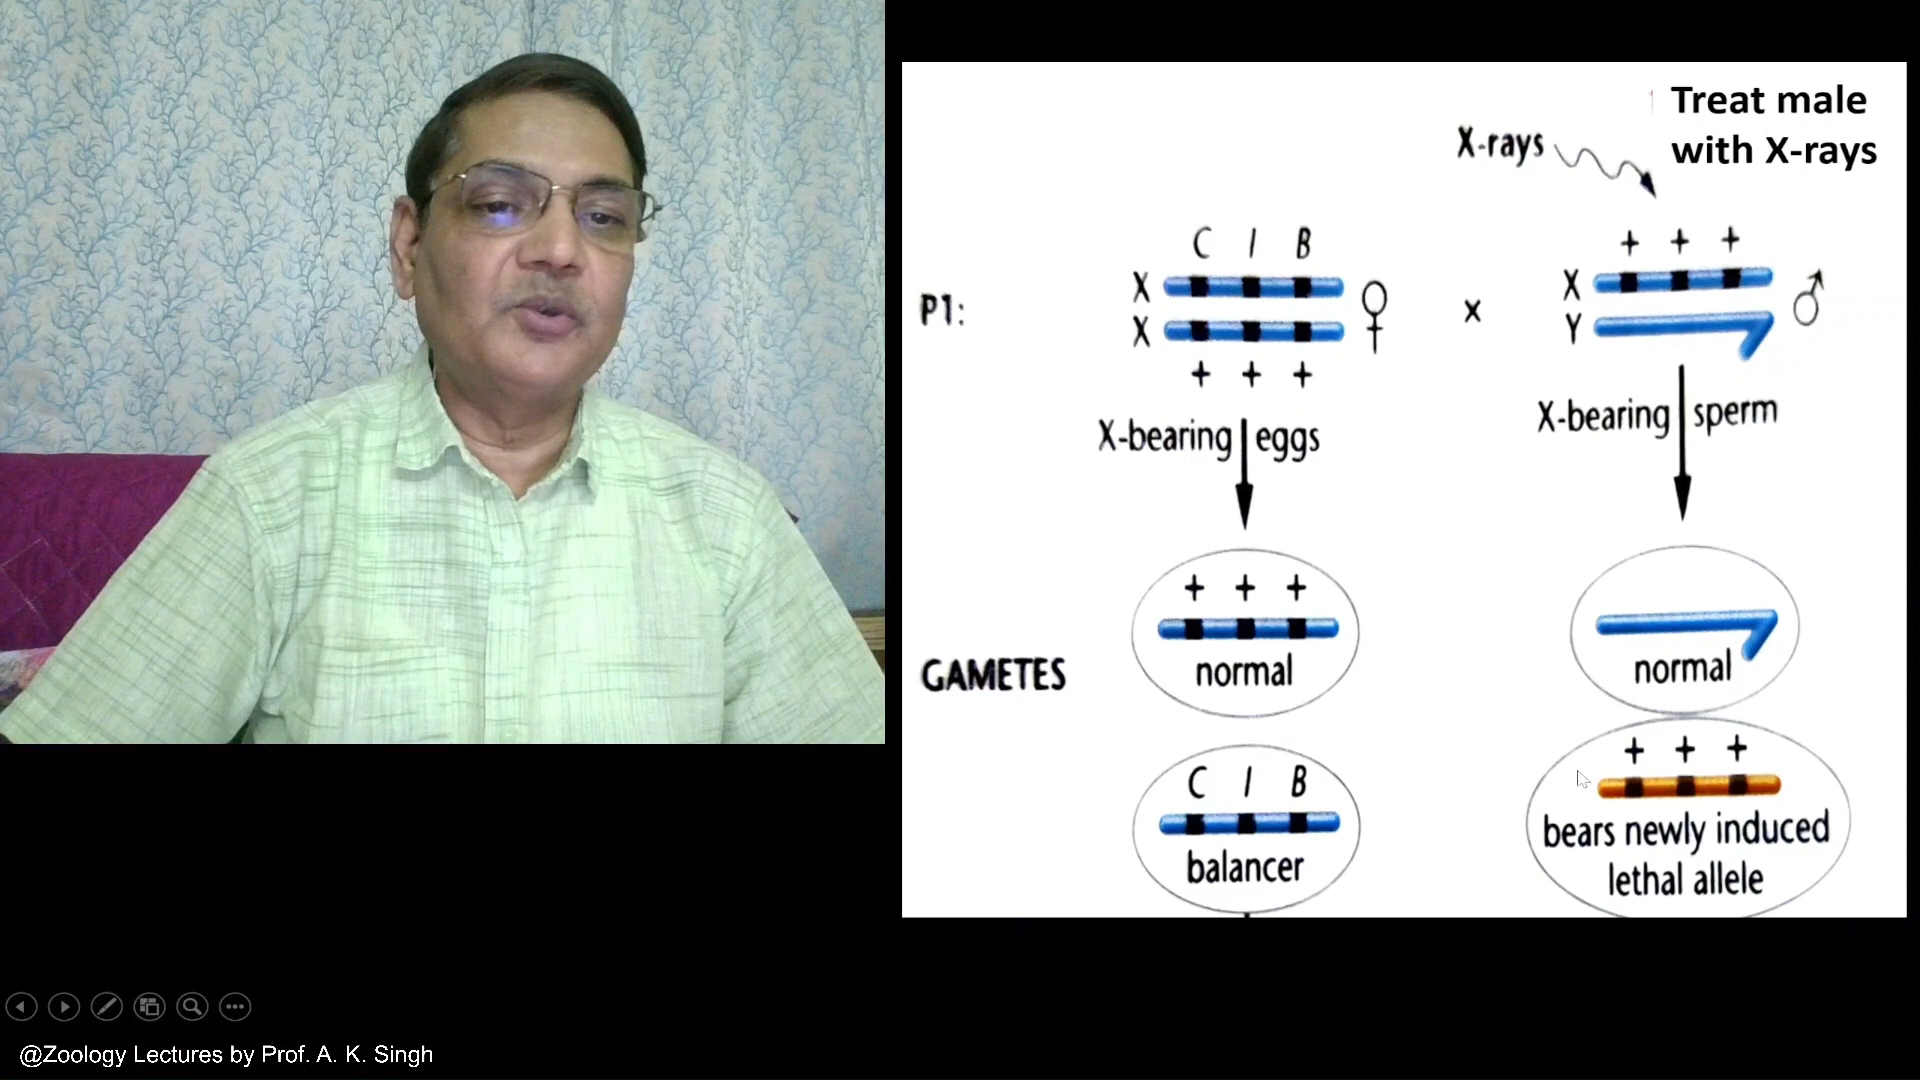 Treat male
with X-rays
X-rays
C I B
+ + +
X
X
X
Y
♀
♂
P1:
x
+ + +
X-bearing eggs
X-bearing sperm
+ + +
normal
normal
GAMETES
C I B
balancer
+ + +
bears newly induced
lethal allele
@Zoology Lectures by Prof. A. K. Singh